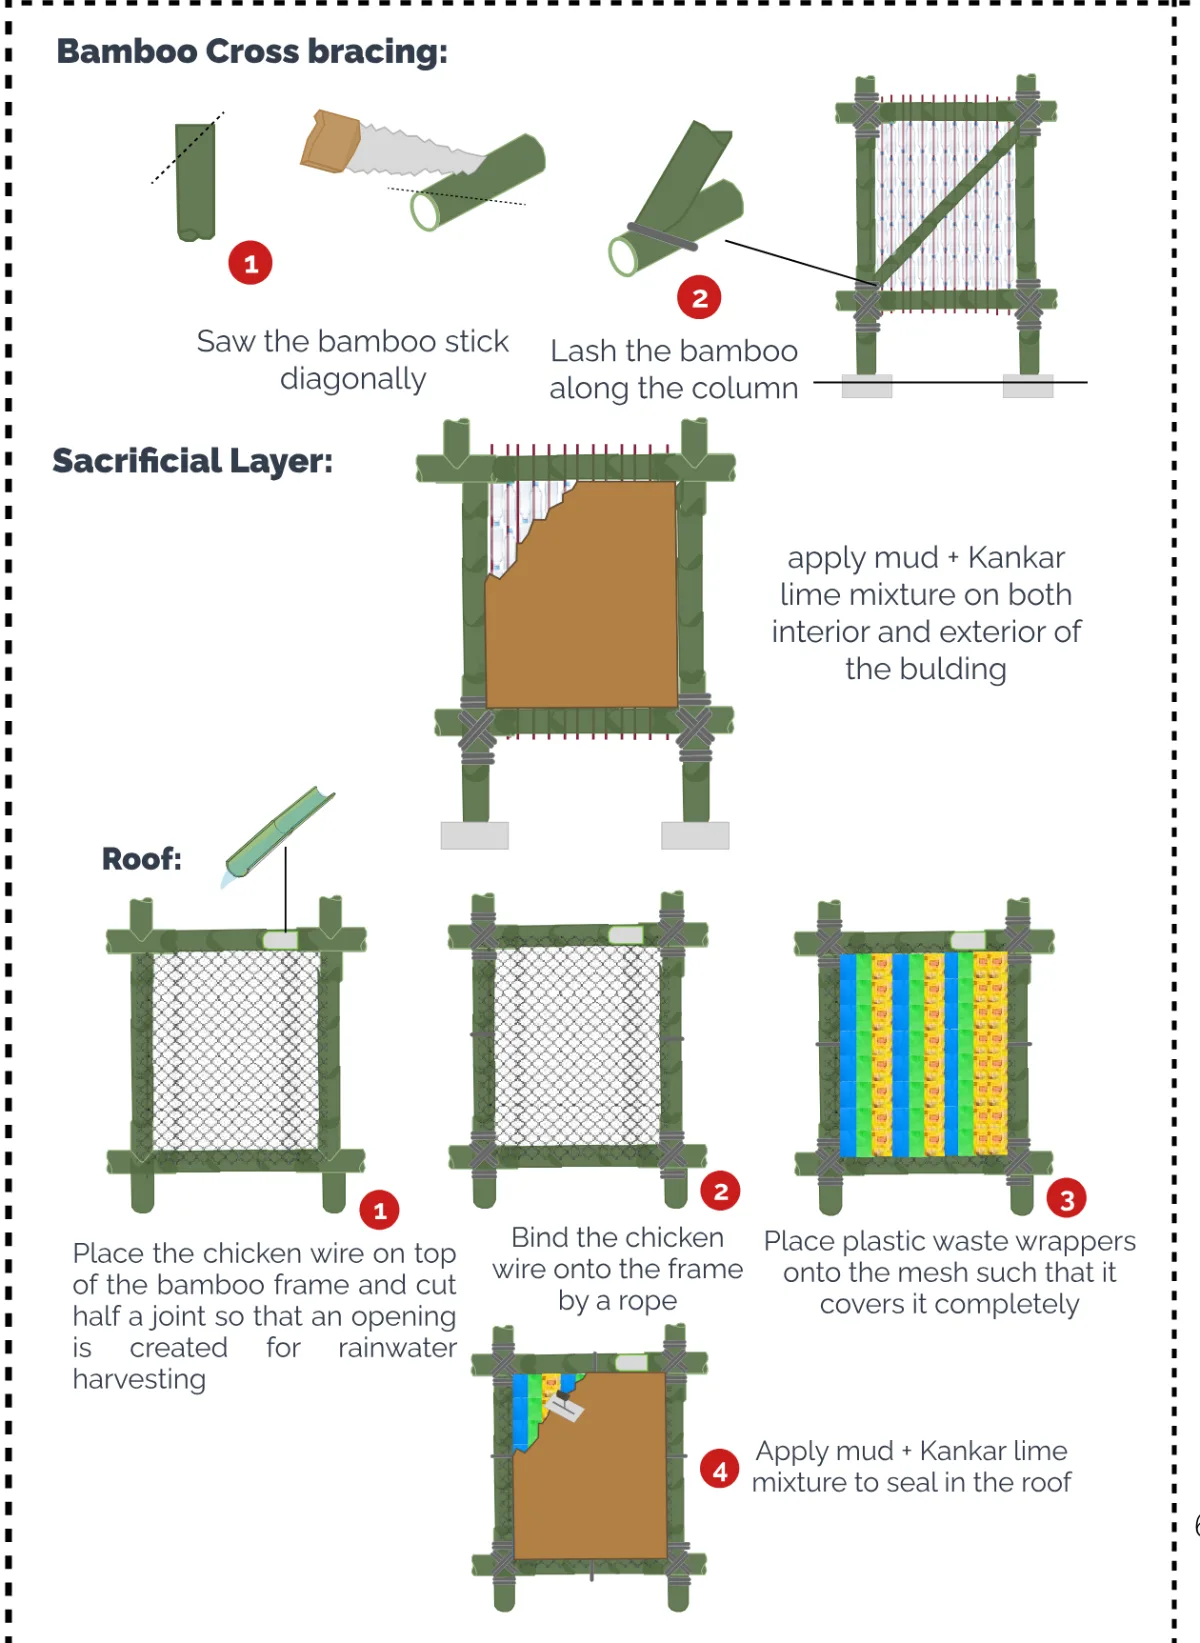 Bamboo Cross bracing:
1
Saw the bamboo stick
diagonally
2
Lash the bamboo
along the column
Sacrificial Layer:
apply mud + Kankar
lime mixture on both
interior and exterior of
the bulding
Roof:
1
Place the chicken wire on top
of the bamboo frame and cut
half a joint so that an opening
is created for rainwater
harvesting
2
Bind the chicken
wire onto the frame
by a rope
3
Place plastic waste wrappers
onto the mesh such that it
covers it completely
4
Apply mud + Kankar lime
mixture to seal in the roof